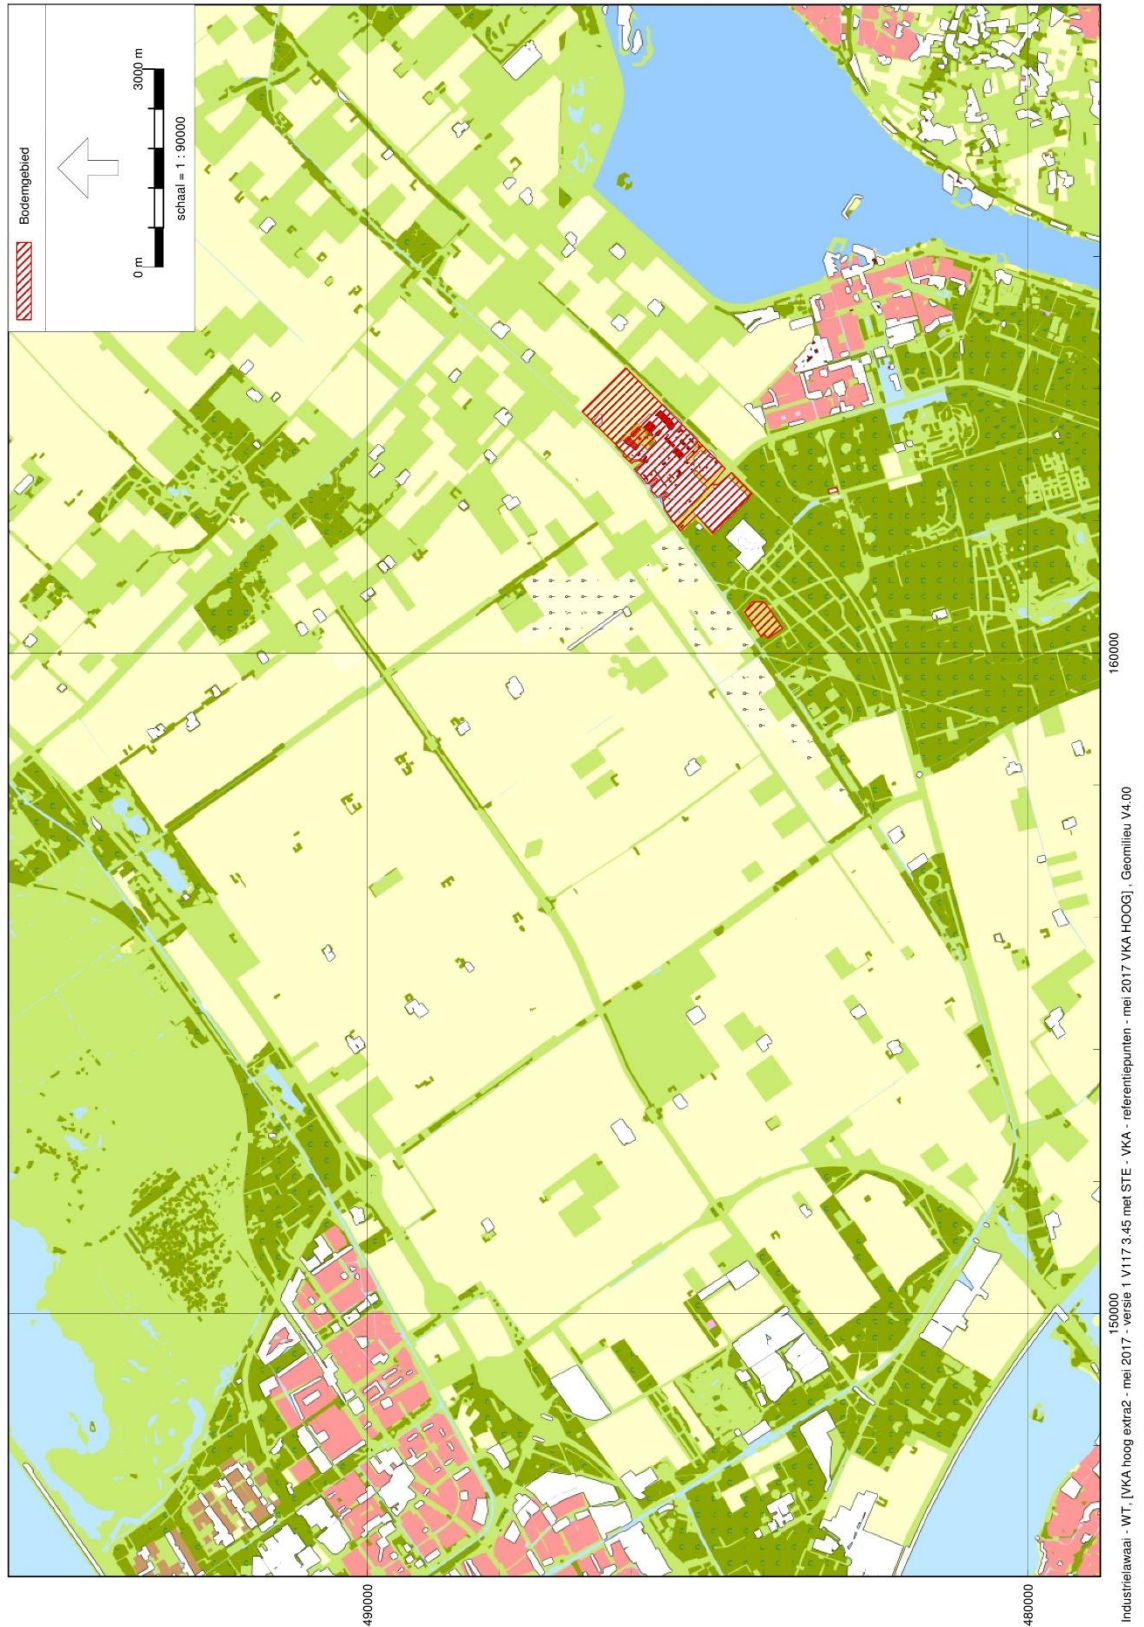 Bodemgebied
0 m
3000 m
schaal = 1 : 90000
490000
480000
150000
160000
Industrielawaai - WT, [VKA hoog extra2 - mei 2017 - versie 1 V117 3.45 met STE - VKA - referentiepunten - mei 2017 VKA HOOG] , Geomilieu V4.00